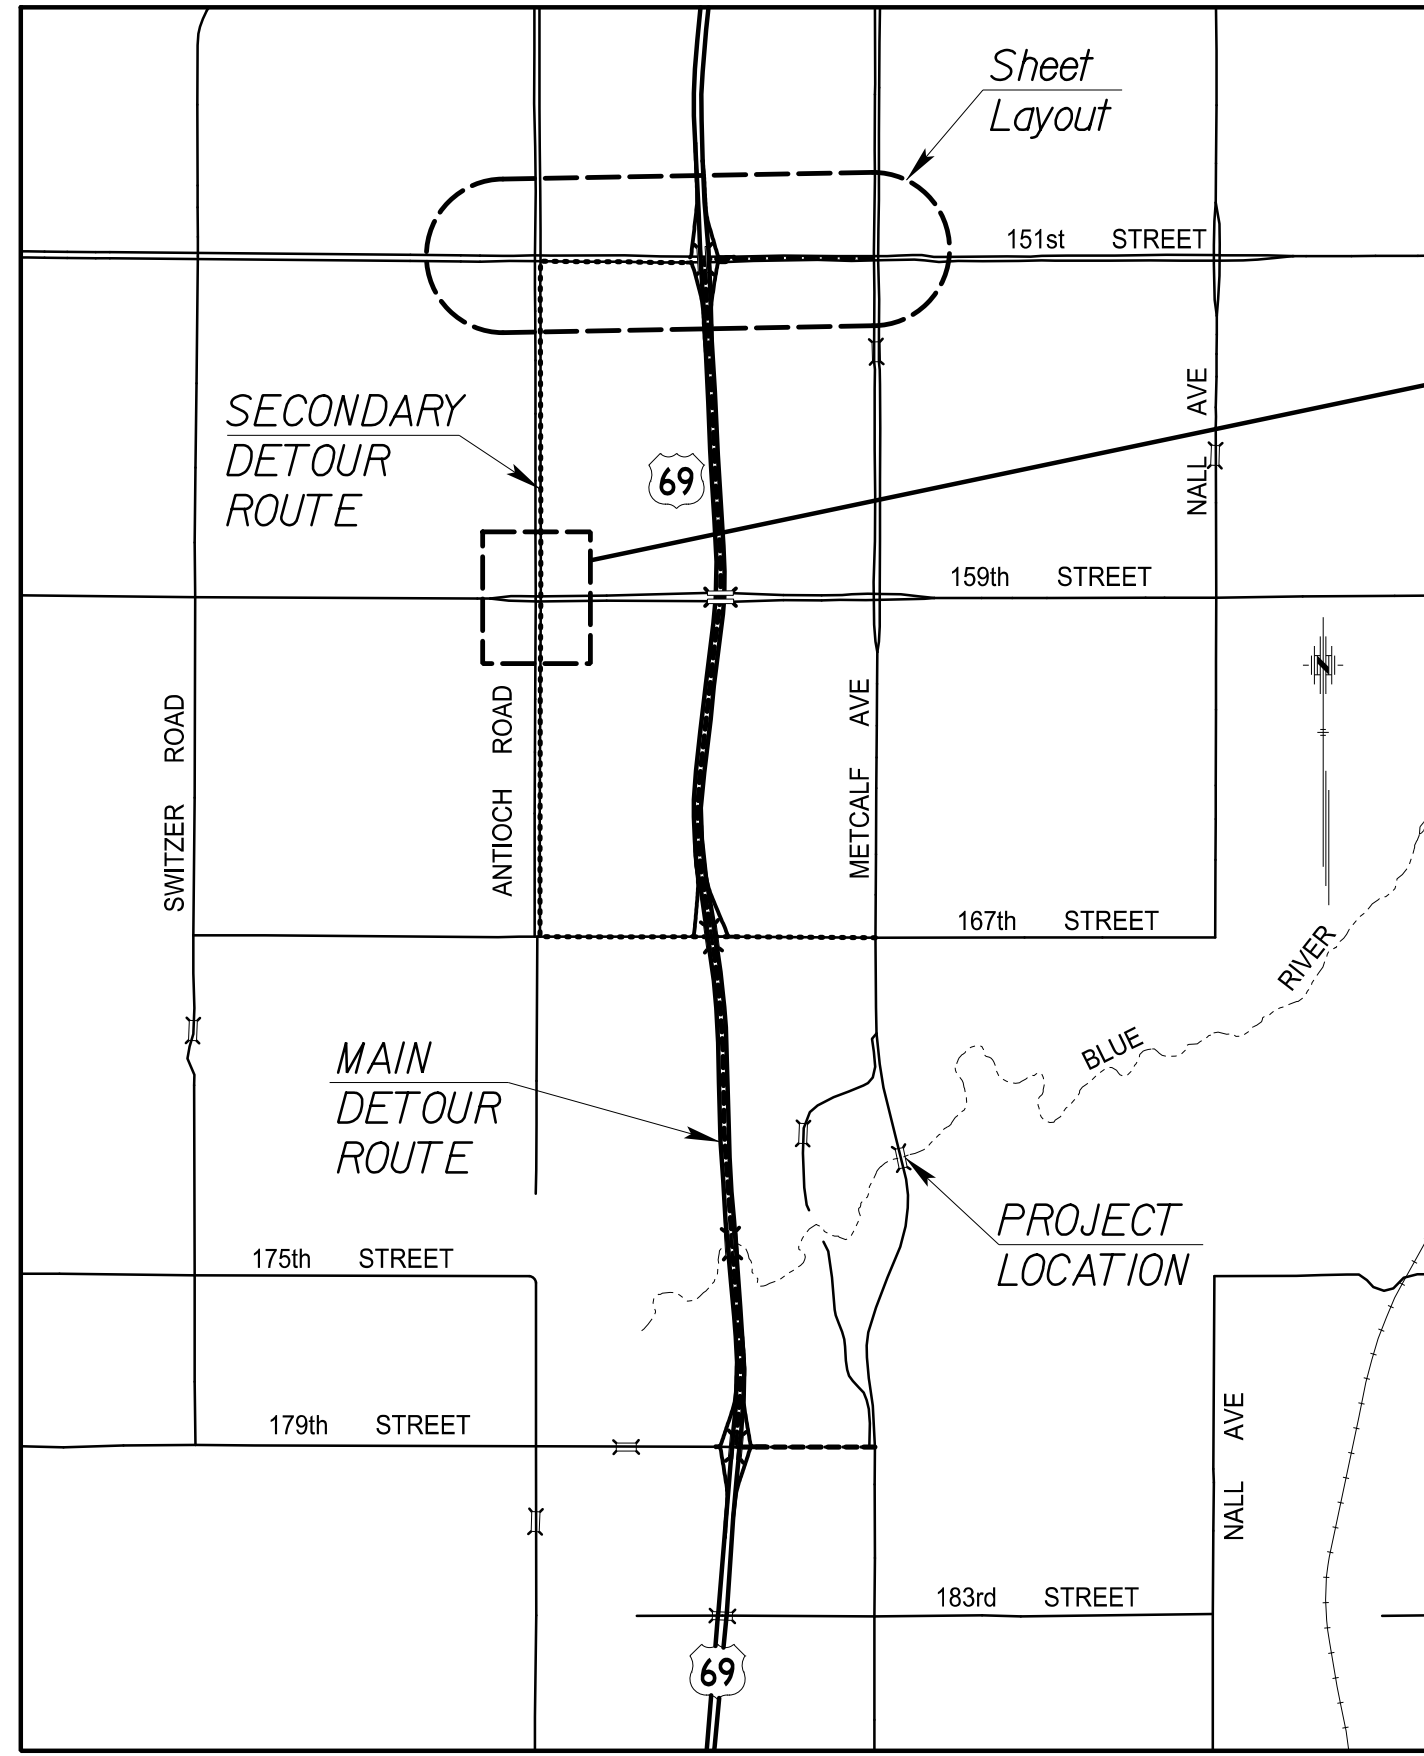 Sheet
Layout
151st STREET
SECONDARY
DETOUR
ROUTE
69
NALL AVE
159th STREET
N
SWITZER ROAD
ANTIOCH ROAD
METCALF AVE
167th STREET
RIVER
BLUE
MAIN
DETOUR
ROUTE
PROJECT
LOCATION
175th STREET
179th STREET
NALL AVE
183rd STREET
69